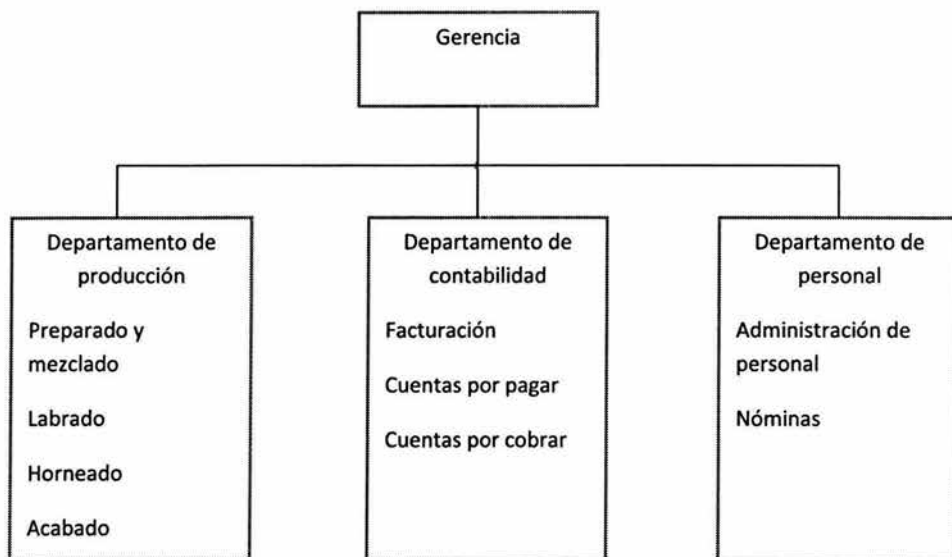 Gerencia
Departamento de
producción
Preparado y
mezclado
Labrado
Horneado
Acabado
Departamento de
contabilidad
Facturación
Cuentas por pagar
Cuentas por cobrar
Departamento de
personal
Administración de
personal
Nóminas